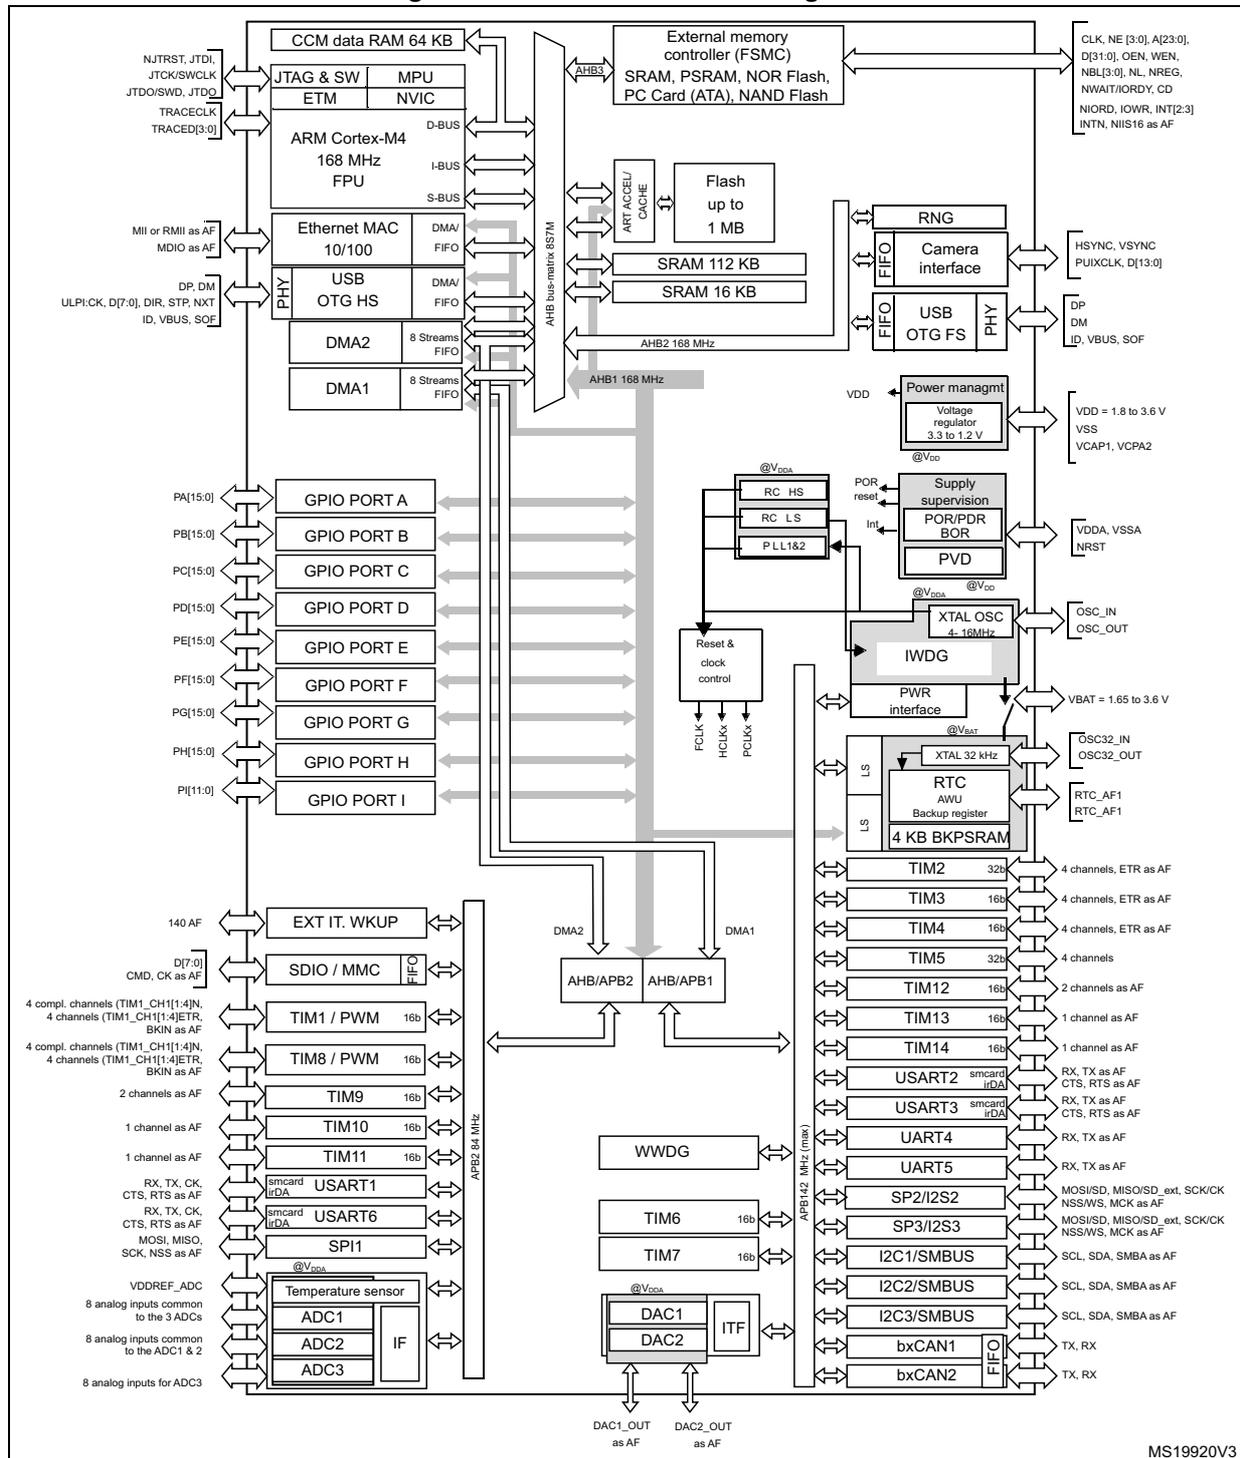 CCM data RAM 64 KB
External memory
controller (FSMC)
SRAM, PSRAM, NOR Flash,
PC Card (ATA), NAND Flash
AHB3
CLK, NE [3:0], A[23:0],
D[31:0], OEN, WEN,
NBL[3:0], NL, NREG,
NWAIT/IORDY, CD
NIORD, IOWR, INT[2:3]
INTN, NIIS16 as AF
NJTRST, JTDI,
JTCK/SWCLK
JTDO/SWD, JTDO
TRACECLK
TRACED[3:0]
JTAG & SW
MPU
ETM
NVIC
ARM Cortex-M4
168 MHz
FPU
D-BUS
I-BUS
S-BUS
AHB bus-matrix 8S7M
ART ACCEL/
CACHE
Flash
up to
1 MB
SRAM 112 KB
SRAM 16 KB
AHB2 168 MHz
AHB1 168 MHz
MII or RMII as AF
MDIO as AF
Ethernet MAC
10/100
DMA/
FIFO
DP, DM
ULPI:CK, D[7:0], DIR, STP, NXT
ID, VBUS, SOF
PHY
USB
OTG HS
DMA/
FIFO
DMA2
8 Streams
FIFO
DMA1
8 Streams
FIFO
RNG
FIFO
Camera
interface
HSYNC, VSYNC
PUIXCLK, D[13:0]
FIFO
USB
OTG FS
PHY
DP
DM
ID, VBUS, SOF
VDD
Power managmt
Voltage
regulator
3.3 to 1.2 V
@VDD
VDD = 1.8 to 3.6 V
VSS
VCAP1, VCPA2
@VDDA
RC HS
RC LS
PLL1&2
POR
reset
Int
Supply
supervision
POR/PDR
BOR
PVD
@VDD
VDDA, VSSA
NRST
@VDDA
XTAL OSC
4- 16MHz
IWDG
OSC_IN
OSC_OUT
PWR
interface
VBAT = 1.65 to 3.6 V
Reset &
clock
control
FCLK
HCLKx
PCLKx
@VBAT
LS
LS
XTAL 32 kHz
RTC
AWU
Backup register
4 KB BKPSRAM
OSC32_IN
OSC32_OUT
RTC_AF1
RTC_AF1
PA[15:0]
GPIO PORT A
PB[15:0]
GPIO PORT B
PC[15:0]
GPIO PORT C
PD[15:0]
GPIO PORT D
PE[15:0]
GPIO PORT E
PF[15:0]
GPIO PORT F
PG[15:0]
GPIO PORT G
PH[15:0]
GPIO PORT H
PI[11:0]
GPIO PORT I
DMA2
DMA1
AHB/APB2
AHB/APB1
140 AF
EXT IT. WKUP
D[7:0]
CMD, CK as AF
SDIO / MMC
FIFO
4 compl. channels (TIM1_CH1[1:4]N,
4 channels (TIM1_CH1[1:4]ETR,
BKIN as AF
TIM1 / PWM
16b
4 compl. channels (TIM1_CH1[1:4]N,
4 channels (TIM1_CH1[1:4]ETR,
BKIN as AF
TIM8 / PWM
16b
2 channels as AF
TIM9
16b
1 channel as AF
TIM10
16b
1 channel as AF
TIM11
16b
RX, TX, CK,
CTS, RTS as AF
smcard
irDA
USART1
RX, TX, CK,
CTS, RTS as AF
smcard
irDA
USART6
MOSI, MISO,
SCK, NSS as AF
SPI1
@VDDA
VDDREF_ADC
Temperature sensor
8 analog inputs common
to the 3 ADCs
ADC1
8 analog inputs common
to the ADC1 & 2
ADC2
8 analog inputs for ADC3
ADC3
IF
APB2 84 MHz
WWDG
TIM6
16b
TIM7
16b
@VDDA
DAC1
DAC2
ITF
DAC1_OUT
as AF
DAC2_OUT
as AF
APB142 MHz (max)
TIM2
32b
4 channels, ETR as AF
TIM3
16b
4 channels, ETR as AF
TIM4
16b
4 channels, ETR as AF
TIM5
32b
4 channels
TIM12
16b
2 channels as AF
TIM13
16b
1 channel as AF
TIM14
16b
1 channel as AF
USART2
smcard
irDA
RX, TX as AF
CTS, RTS as AF
USART3
smcard
irDA
RX, TX as AF
CTS, RTS as AF
UART4
RX, TX as AF
UART5
RX, TX as AF
SP2/I2S2
MOSI/SD, MISO/SD_ext, SCK/CK
NSS/WS, MCK as AF
SP3/I2S3
MOSI/SD, MISO/SD_ext, SCK/CK
NSS/WS, MCK as AF
I2C1/SMBUS
SCL, SDA, SMBA as AF
I2C2/SMBUS
SCL, SDA, SMBA as AF
I2C3/SMBUS
SCL, SDA, SMBA as AF
bxCAN1
TX, RX
bxCAN2
FIFO
TX, RX
MS19920V3